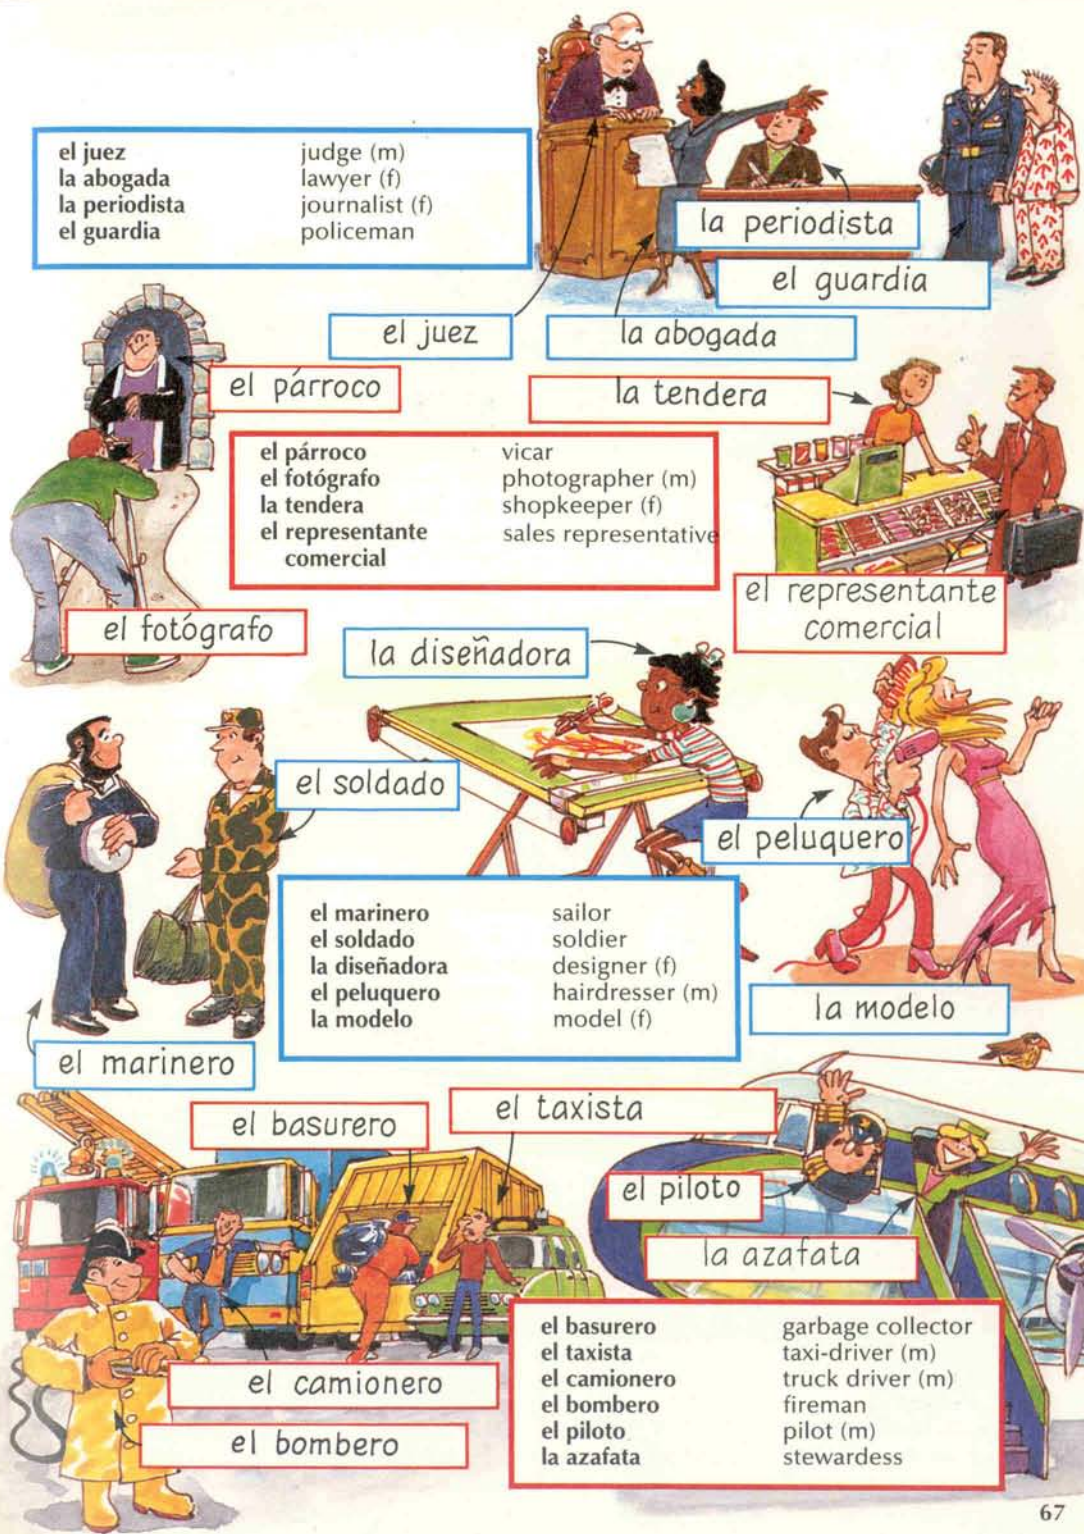 el juez judge (m)
la abogada lawyer (f)
la periodista journalist (f)
el guardia policeman
la periodista
el guardia
el juez
la abogada
el párroco
la tendera
el párroco vicar
el fotógrafo photographer (m)
la tendera shopkeeper (f)
el representante sales representative
comercial
el representante
comercial
el fotógrafo
la diseñadora
el soldado
el peluquero
el marinero sailor
el soldado soldier
la diseñadora designer (f)
el peluquero hairdresser (m)
la modelo model (f)
la modelo
el marinero
el basurero
el taxista
el piloto
la azafata
el basurero garbage collector
el taxista taxi-driver (m)
el camionero truck driver (m)
el bombero fireman
el piloto pilot (m)
la azafata stewardess
el camionero
el bombero
67